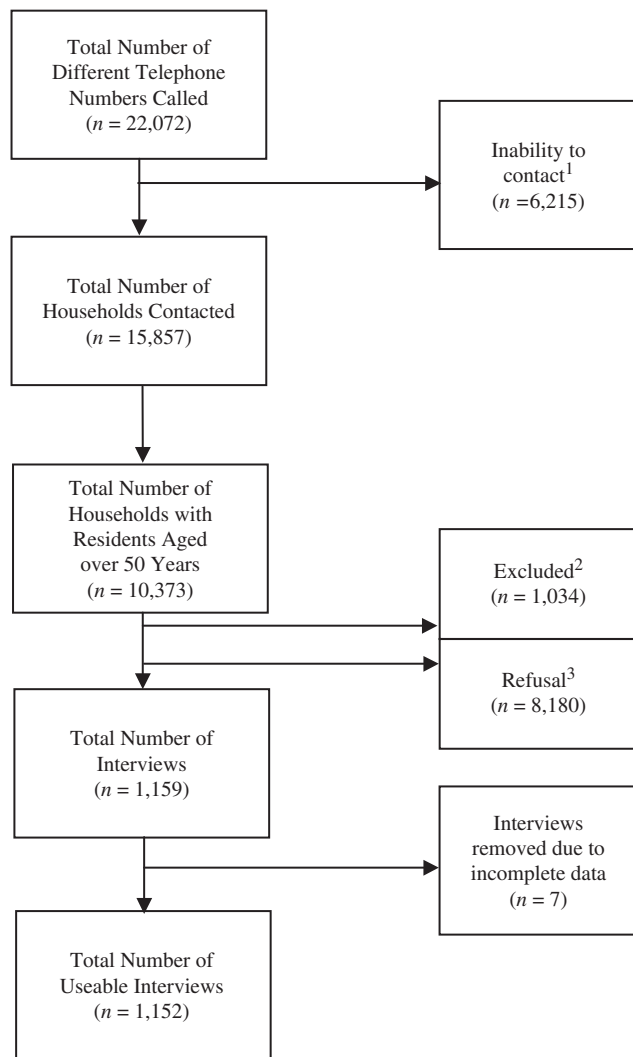 Total Number of
Different Telephone
Numbers Called
(n = 22,072)
Inability to
contact1
(n =6,215)
Total Number of
Households Contacted
(n = 15,857)
Total Number of
Households with
Residents Aged
over 50 Years
(n = 10,373)
Excluded2
(n = 1,034)
Refusal3
(n = 8,180)
Total Number of
Interviews
(n = 1,159)
Interviews
removed due to
incomplete data
(n = 7)
Total Number of
Useable Interviews
(n = 1,152)